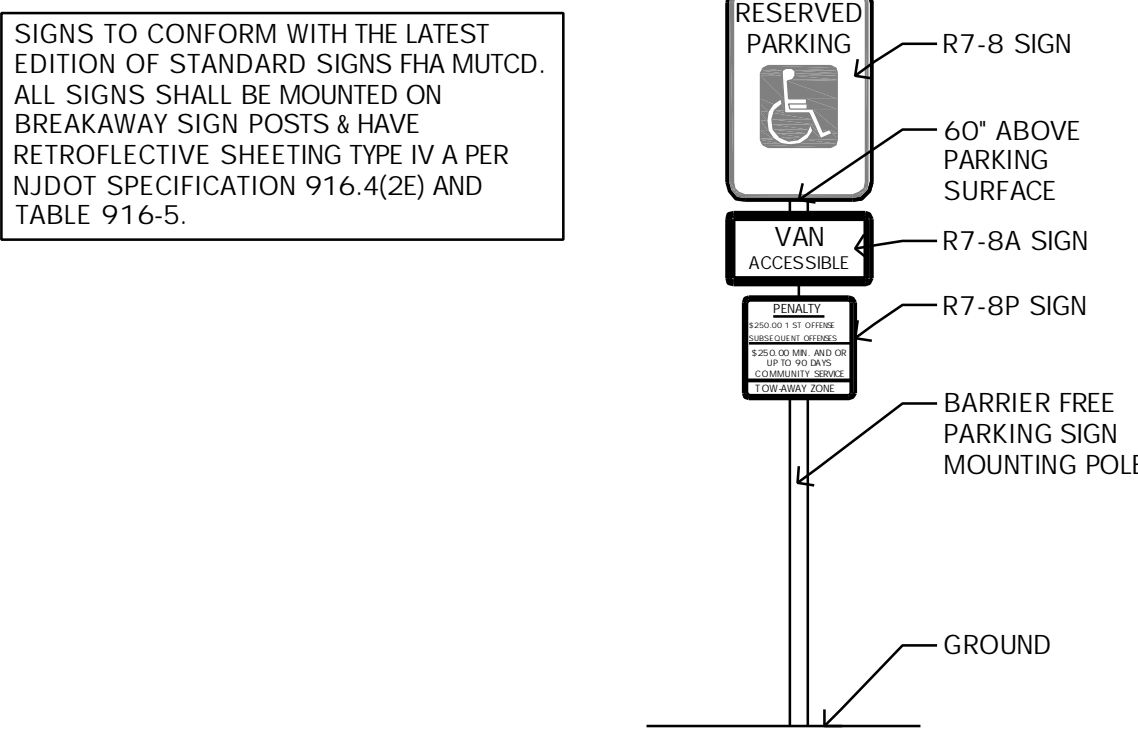 SIGNS TO CONFORM WITH THE LATEST
EDITION OF STANDARD SIGNS FHA MUTCD.
ALL SIGNS SHALL BE MOUNTED ON
BREAKAWAY SIGN POSTS & HAVE
RETROFLECTIVE SHEETING TYPE IV A PER
NJDOT SPECIFICATION 916.4(2E) AND
TABLE 916-5.
RESERVED
PARKING
R7-8 SIGN
60" ABOVE
PARKING
SURFACE
VAN
ACCESSIBLE
R7-8A SIGN
PENALTY
$250.00 1 ST OFFENSE
SUBSEQUENT OFFENSES
$250.00 MIN. AND OR
UP TO 90 DAYS
COMMUNITY SERVICE
TOW-AWAY ZONE
R7-8P SIGN
BARRIER FREE
PARKING SIGN
MOUNTING POLE
GROUND